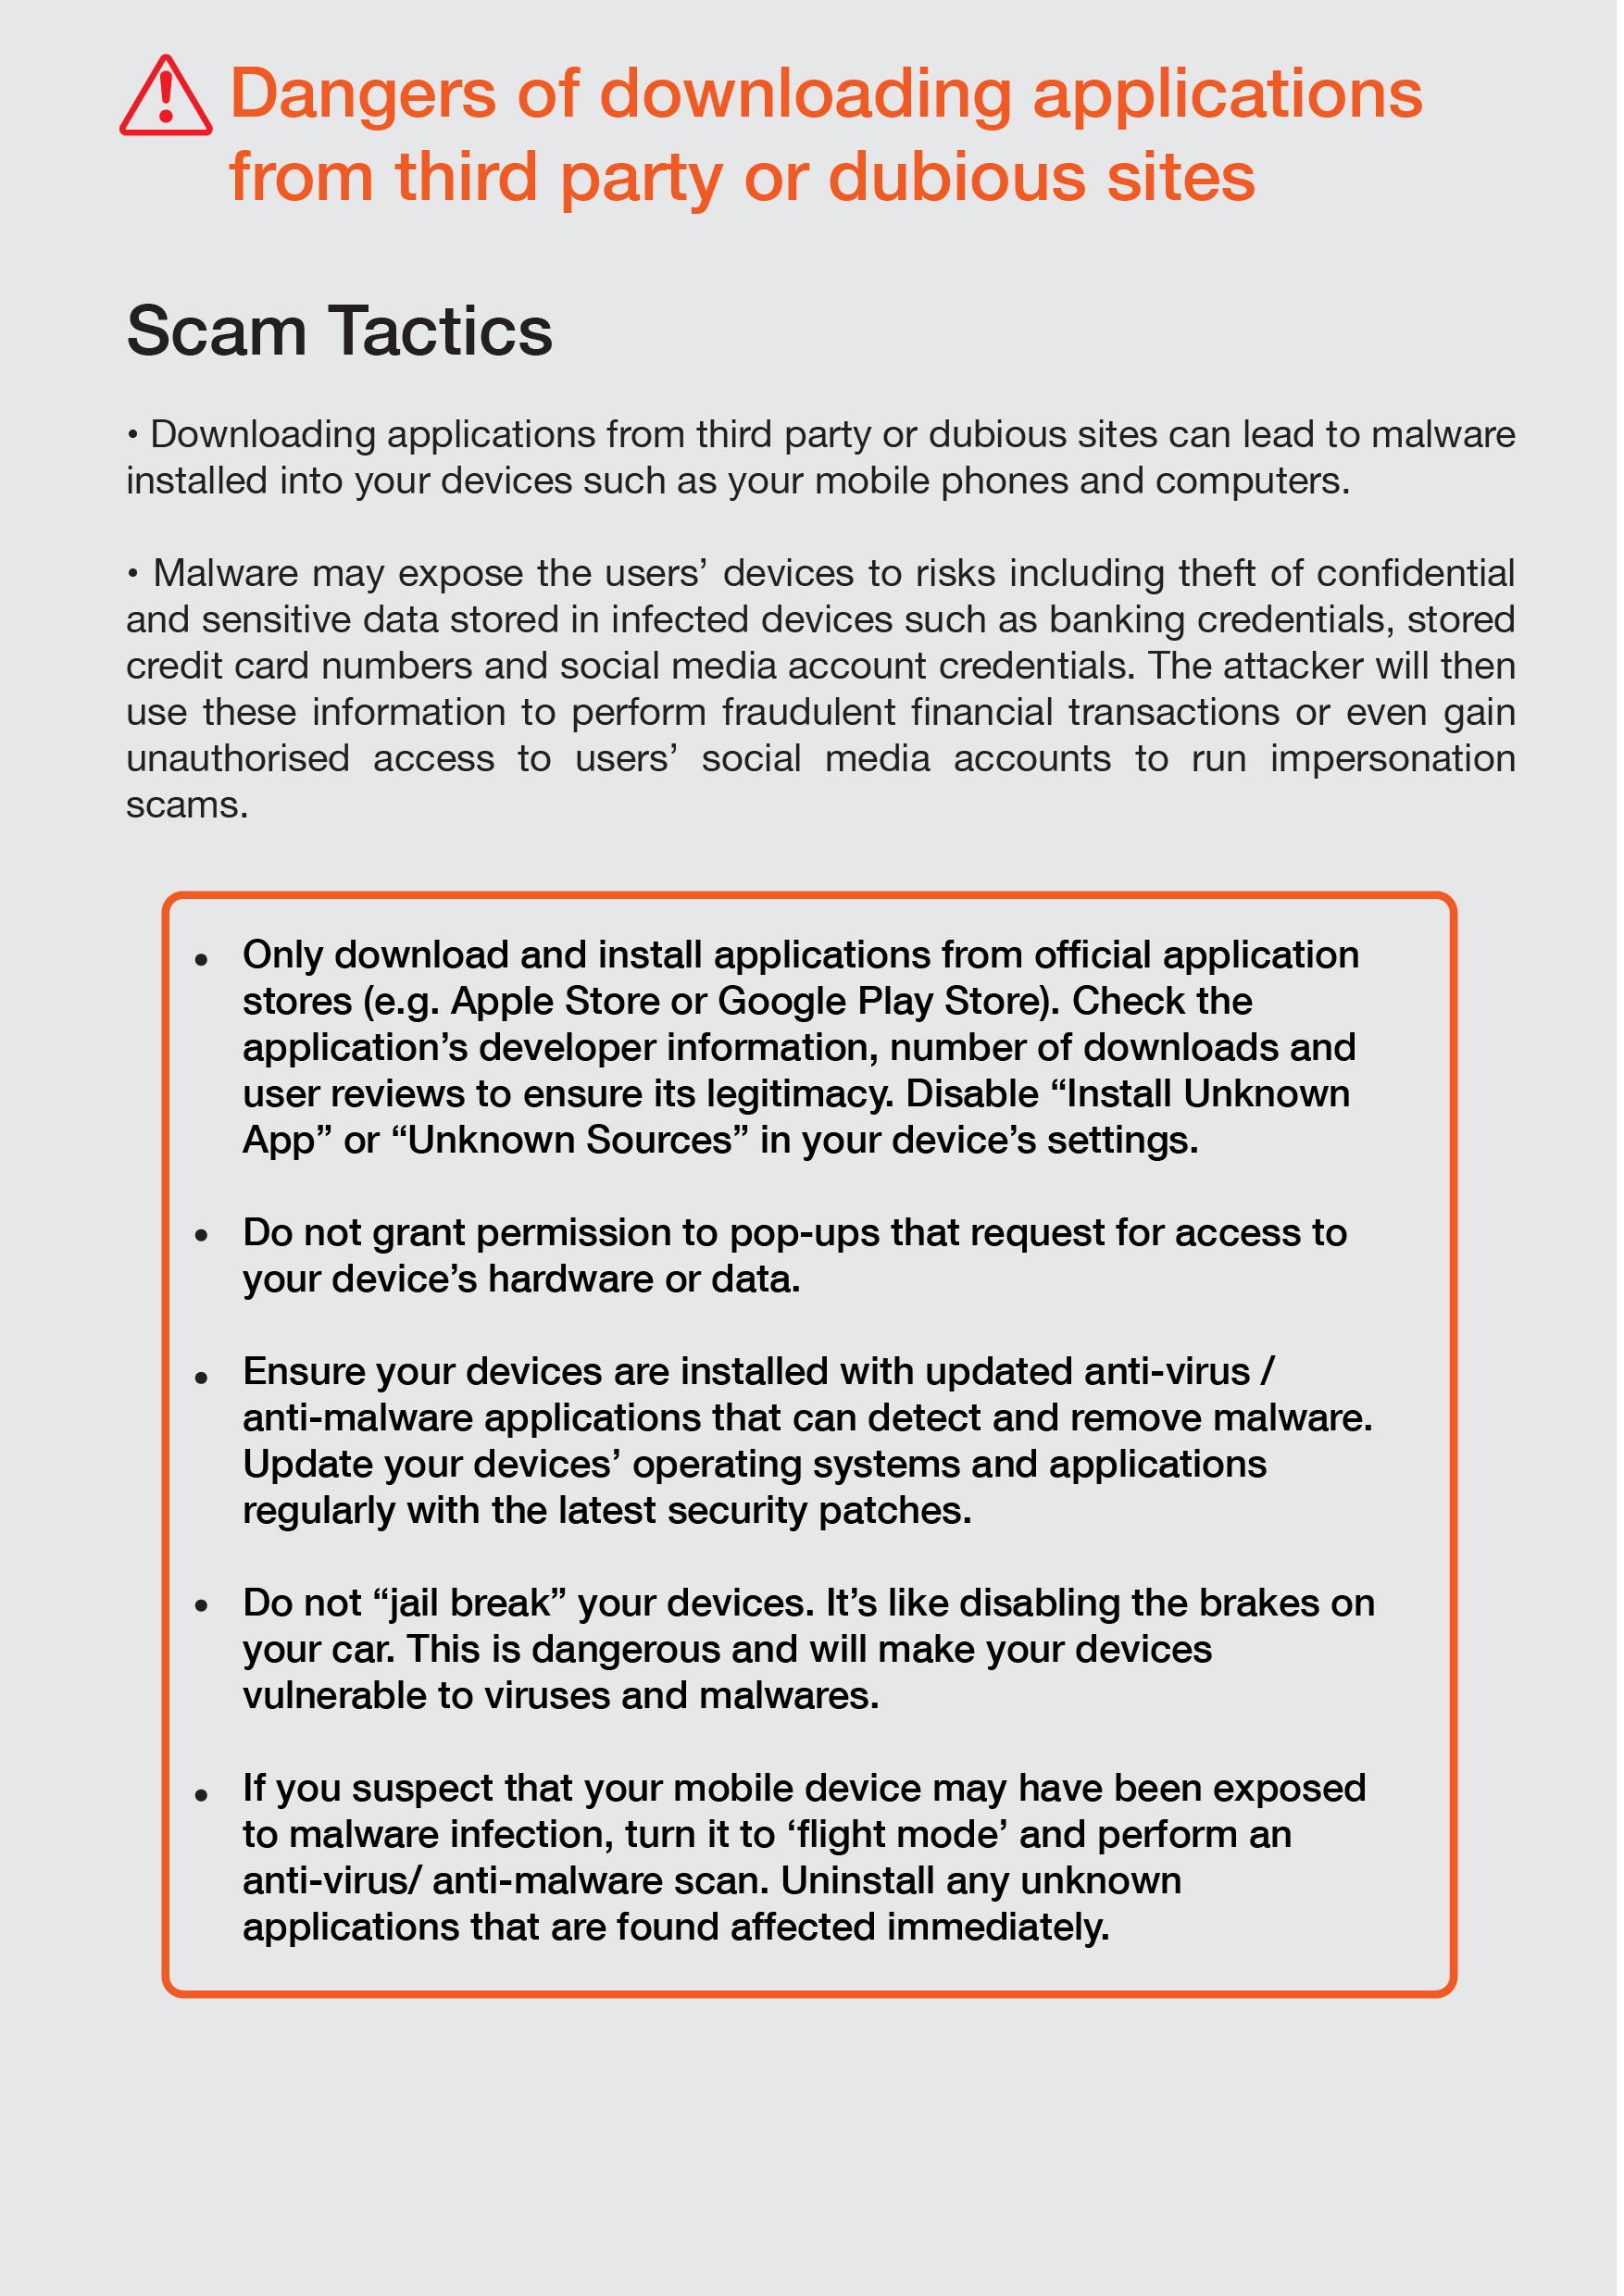 Dangers of downloading applications
from third party or dubious sites
Scam Tactics
• Downloading applications from third party or dubious sites can lead to malware
installed into your devices such as your mobile phones and computers.
• Malware may expose the users’ devices to risks including theft of confidential
and sensitive data stored in infected devices such as banking credentials, stored
credit card numbers and social media account credentials. The attacker will then
use these information to perform fraudulent financial transactions or even gain
unauthorised access to users’ social media accounts to run impersonation
scams.
• Only download and install applications from official application
stores (e.g. Apple Store or Google Play Store). Check the
application’s developer information, number of downloads and
user reviews to ensure its legitimacy. Disable “Install Unknown
App” or “Unknown Sources” in your device’s settings.
• Do not grant permission to pop-ups that request for access to
your device’s hardware or data.
• Ensure your devices are installed with updated anti-virus /
anti-malware applications that can detect and remove malware.
Update your devices’ operating systems and applications
regularly with the latest security patches.
• Do not “jail break” your devices. It’s like disabling the brakes on
your car. This is dangerous and will make your devices
vulnerable to viruses and malwares.
• If you suspect that your mobile device may have been exposed
to malware infection, turn it to ‘flight mode’ and perform an
anti-virus/ anti-malware scan. Uninstall any unknown
applications that are found affected immediately.